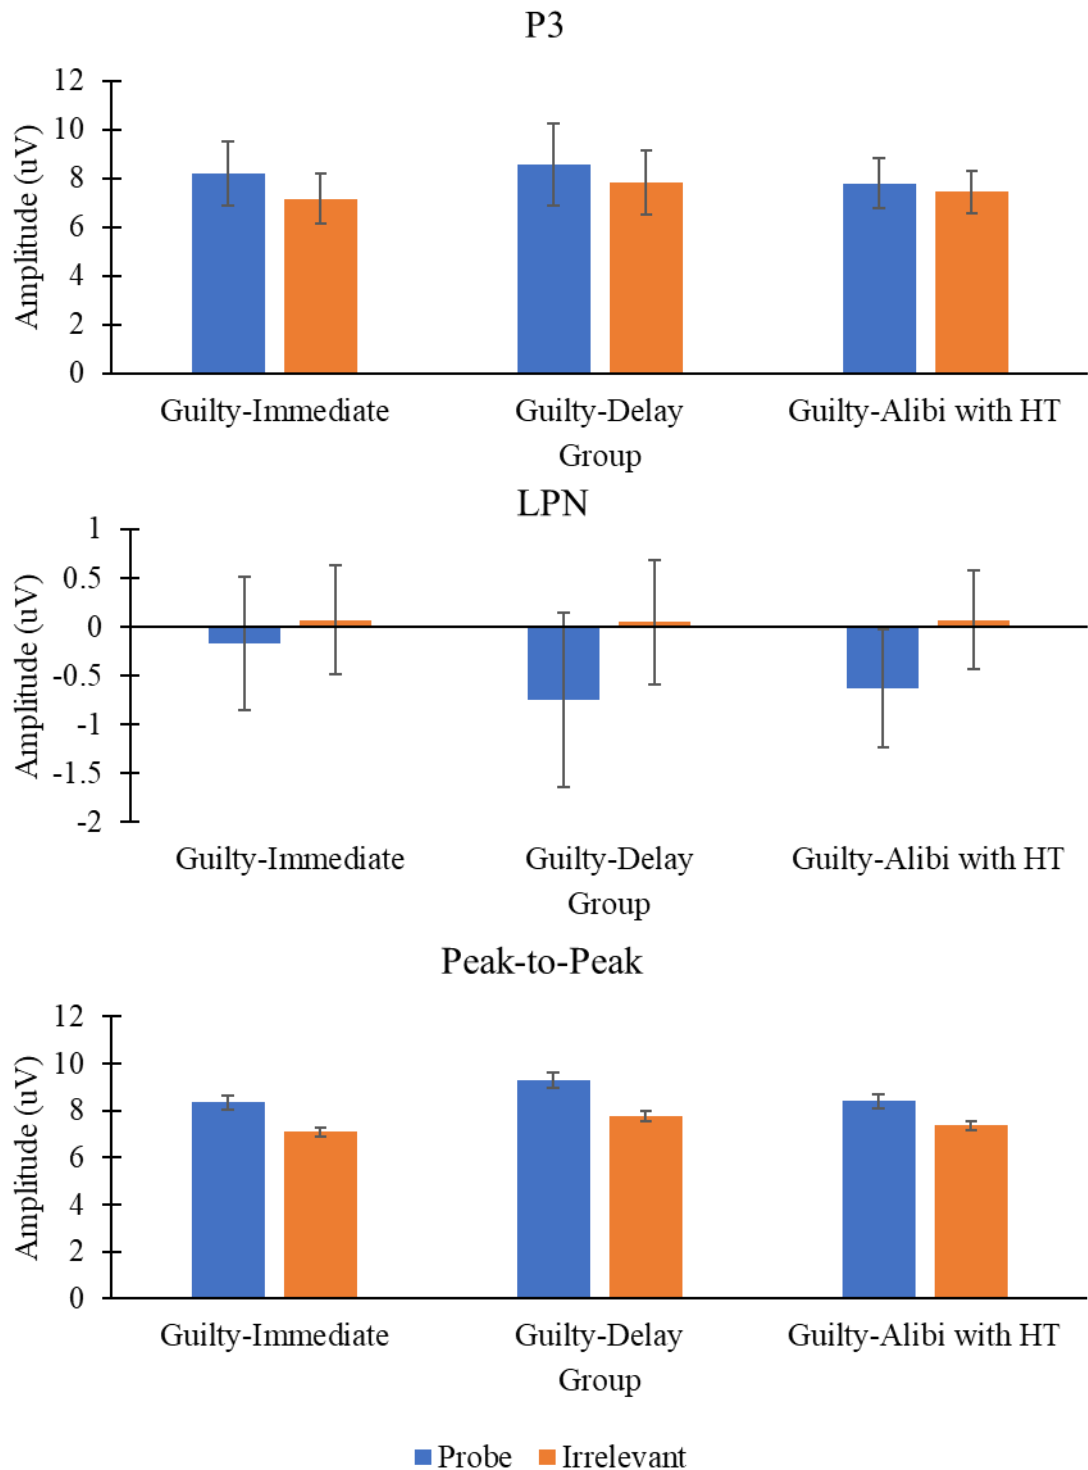 P3
12
10
8
6
4
2
0
Amplitude (uV)
Guilty-Immediate Guilty-Delay Guilty-Alibi with HT
Group
LPN
1
0.5
0
-0.5
-1
-1.5
-2
Amplitude (uV)
Guilty-Immediate Guilty-Delay Guilty-Alibi with HT
Group
Peak-to-Peak
12
10
8
6
4
2
0
Amplitude (uV)
Guilty-Immediate Guilty-Delay Guilty-Alibi with HT
Group
Probe Irrelevant